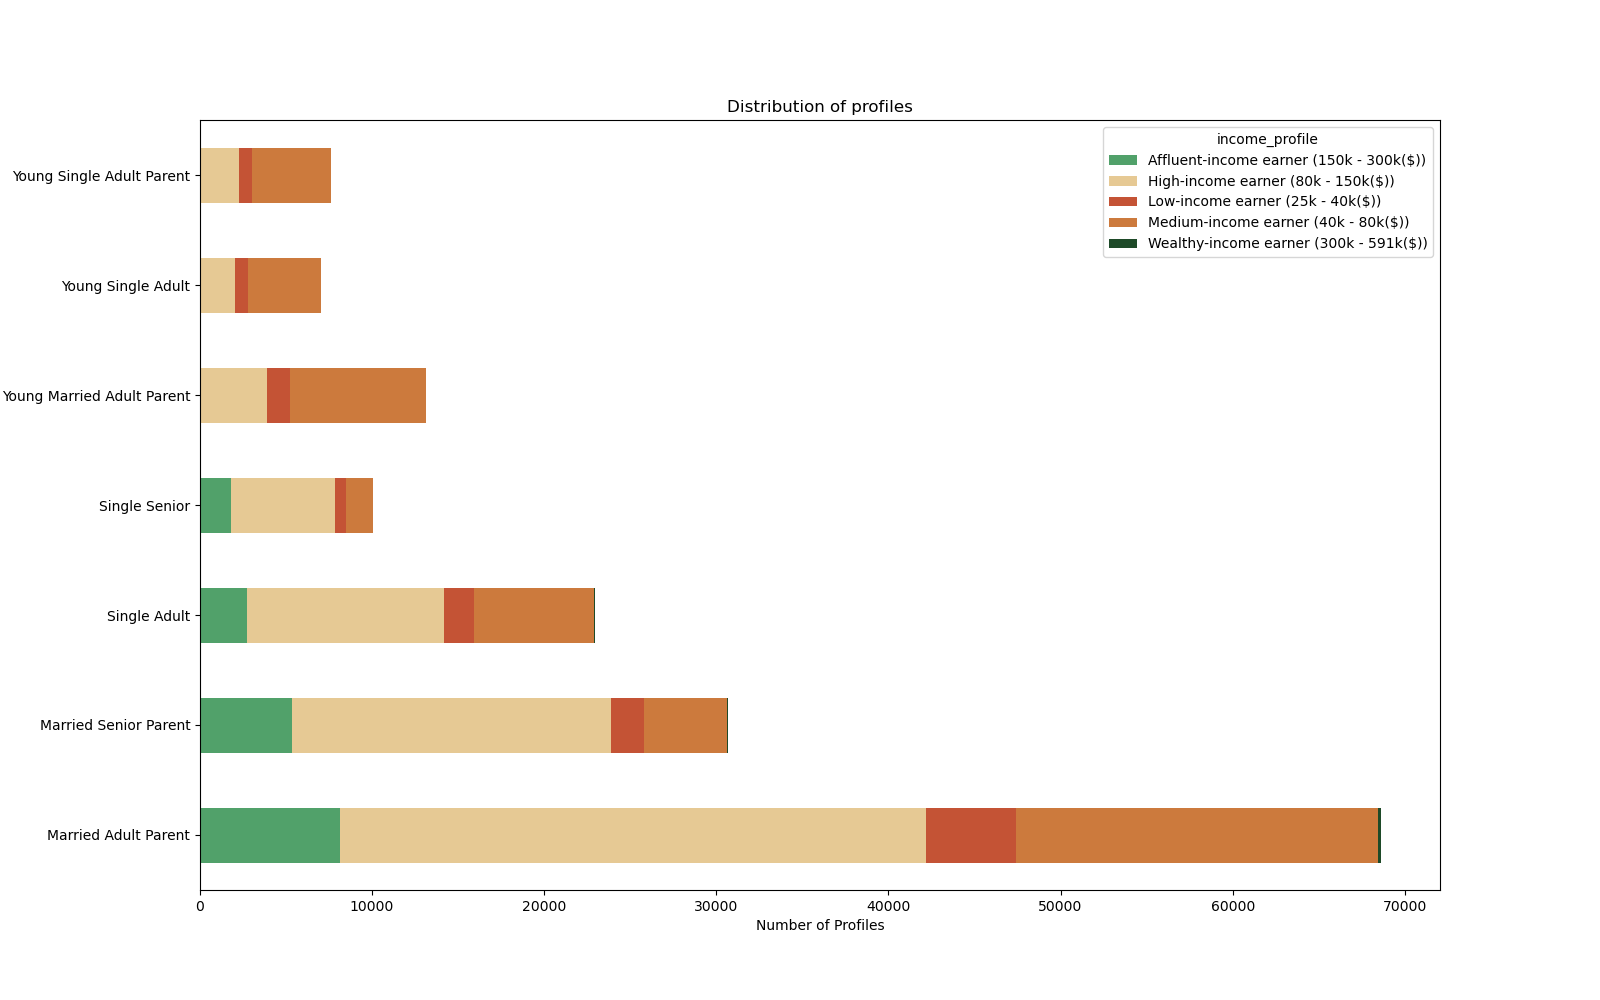 Distribution of profiles
income_profile
Affluent-income earner (150k - 300k($))
High-income earner (80k - 150k($))
Low-income earner (25k - 40k($))
Medium-income earner (40k - 80k($))
Wealthy-income earner (300k - 591k($))
Young Single Adult Parent
Young Single Adult
Young Married Adult Parent
Single Senior
Single Adult
Married Senior Parent
Married Adult Parent
0 10000 20000 30000 40000 50000 60000 70000
Number of Profiles